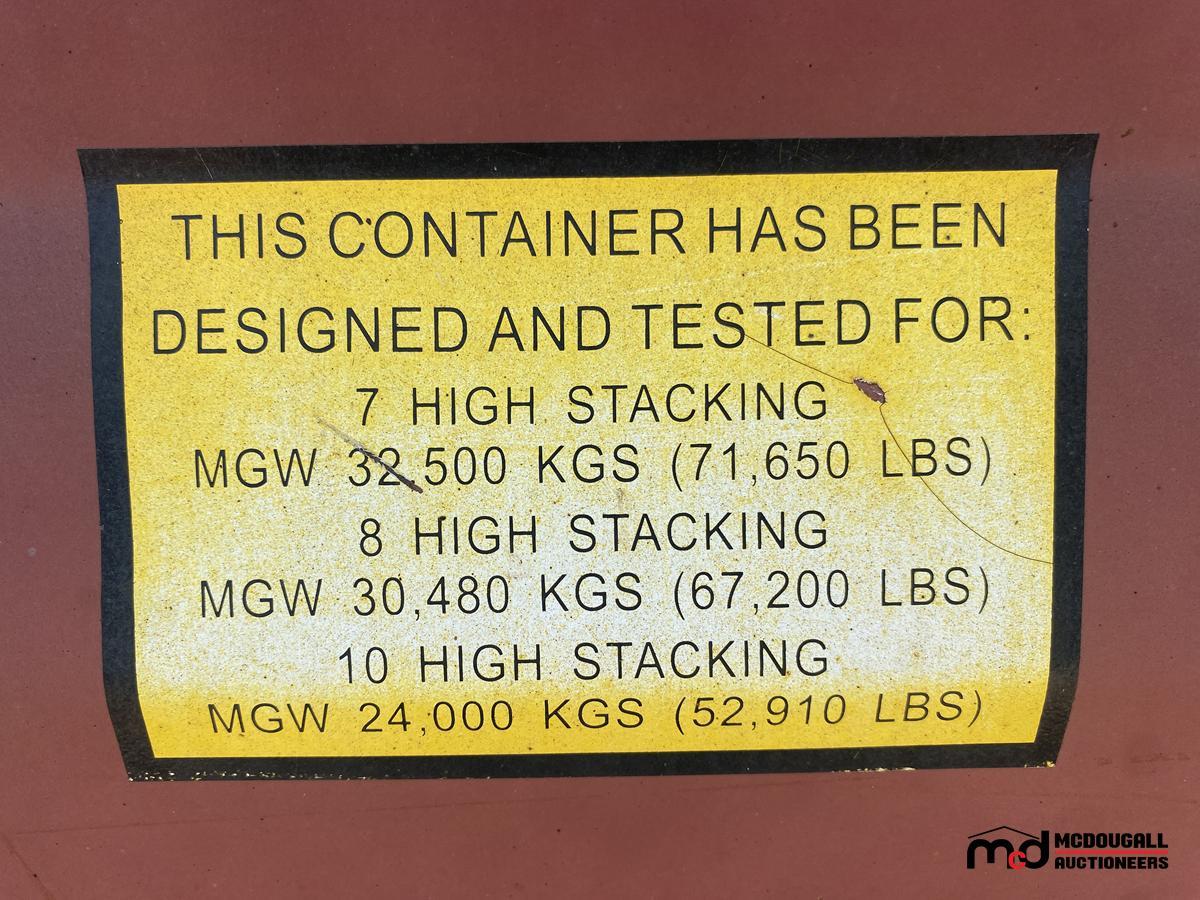 THIS CONTAINER HAS BEEN
DESIGNED AND TESTED FOR:
7 HIGH STACKING
MGW 32,500 KGS (71,650 LBS)
8 HIGH STACKING
MGW 30,480 KGS (67,200 LBS)
10 HIGH STACKING
MGW 24,000 KGS (52,910 LBS)
mcd MCDOUGALL
AUCTIONEERS